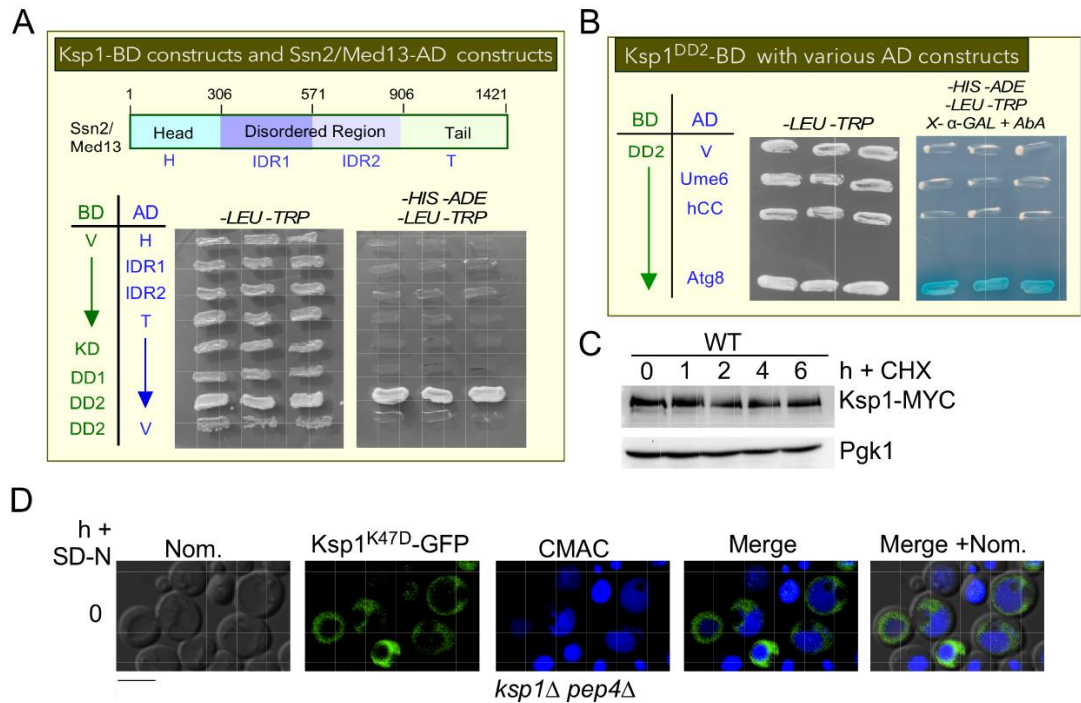 A
Ksp1-BD constructs and Ssn2/Med13-AD constructs
1 306 571 906 1421
Ssn2/
Med13
Head Disordered Region Tail
H IDR1 IDR2 T
BD AD
-LEU -TRP
-HIS -ADE
-LEU -TRP
V H
IDR1
IDR2
T
KD
DD1
DD2
DD2 V
B
Ksp1DD2-BD with various AD constructs
BD AD
-LEU -TRP
-HIS -ADE
-LEU -TRP
X- α-GAL + AbA
DD2 V
Ume6
hCC
Atg8
C
WT
0 1 2 4 6 h + CHX
Ksp1-MYC
Pgk1
D
h +
SD-N
Nom. Ksp1K47D-GFP CMAC Merge Merge +Nom.
0
ksp1Δ pep4Δ